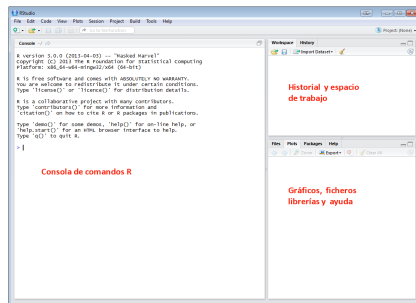 RStudio
File Edit Code View Plots Session Project Build Tools Help
Go to file/function
Project: (None)
Console ~/
R version 3.0.0 (2013-04-03) -- "Masked Marvel"
Copyright (C) 2013 The R Foundation for Statistical Computing
Platform: x86_64-w64-mingw32/x64 (64-bit)
R is free software and comes with ABSOLUTELY NO WARRANTY.
You are welcome to redistribute it under certain conditions.
Type 'license()' or 'licence()' for distribution details.
R is a collaborative project with many contributors.
Type 'contributors()' for more information and
'citation()' on how to cite R or R packages in publications.
Type 'demo()' for some demos, 'help()' for on-line help, or
'help.start()' for an HTML browser interface to help.
Type 'q()' to quit R.
>
Consola de comandos R
Workspace History
Import Dataset
Historial y espacio
de trabajo
Files Plots Packages Help
Zoom Export Clear All
Gráficos, ficheros
librerías y ayuda